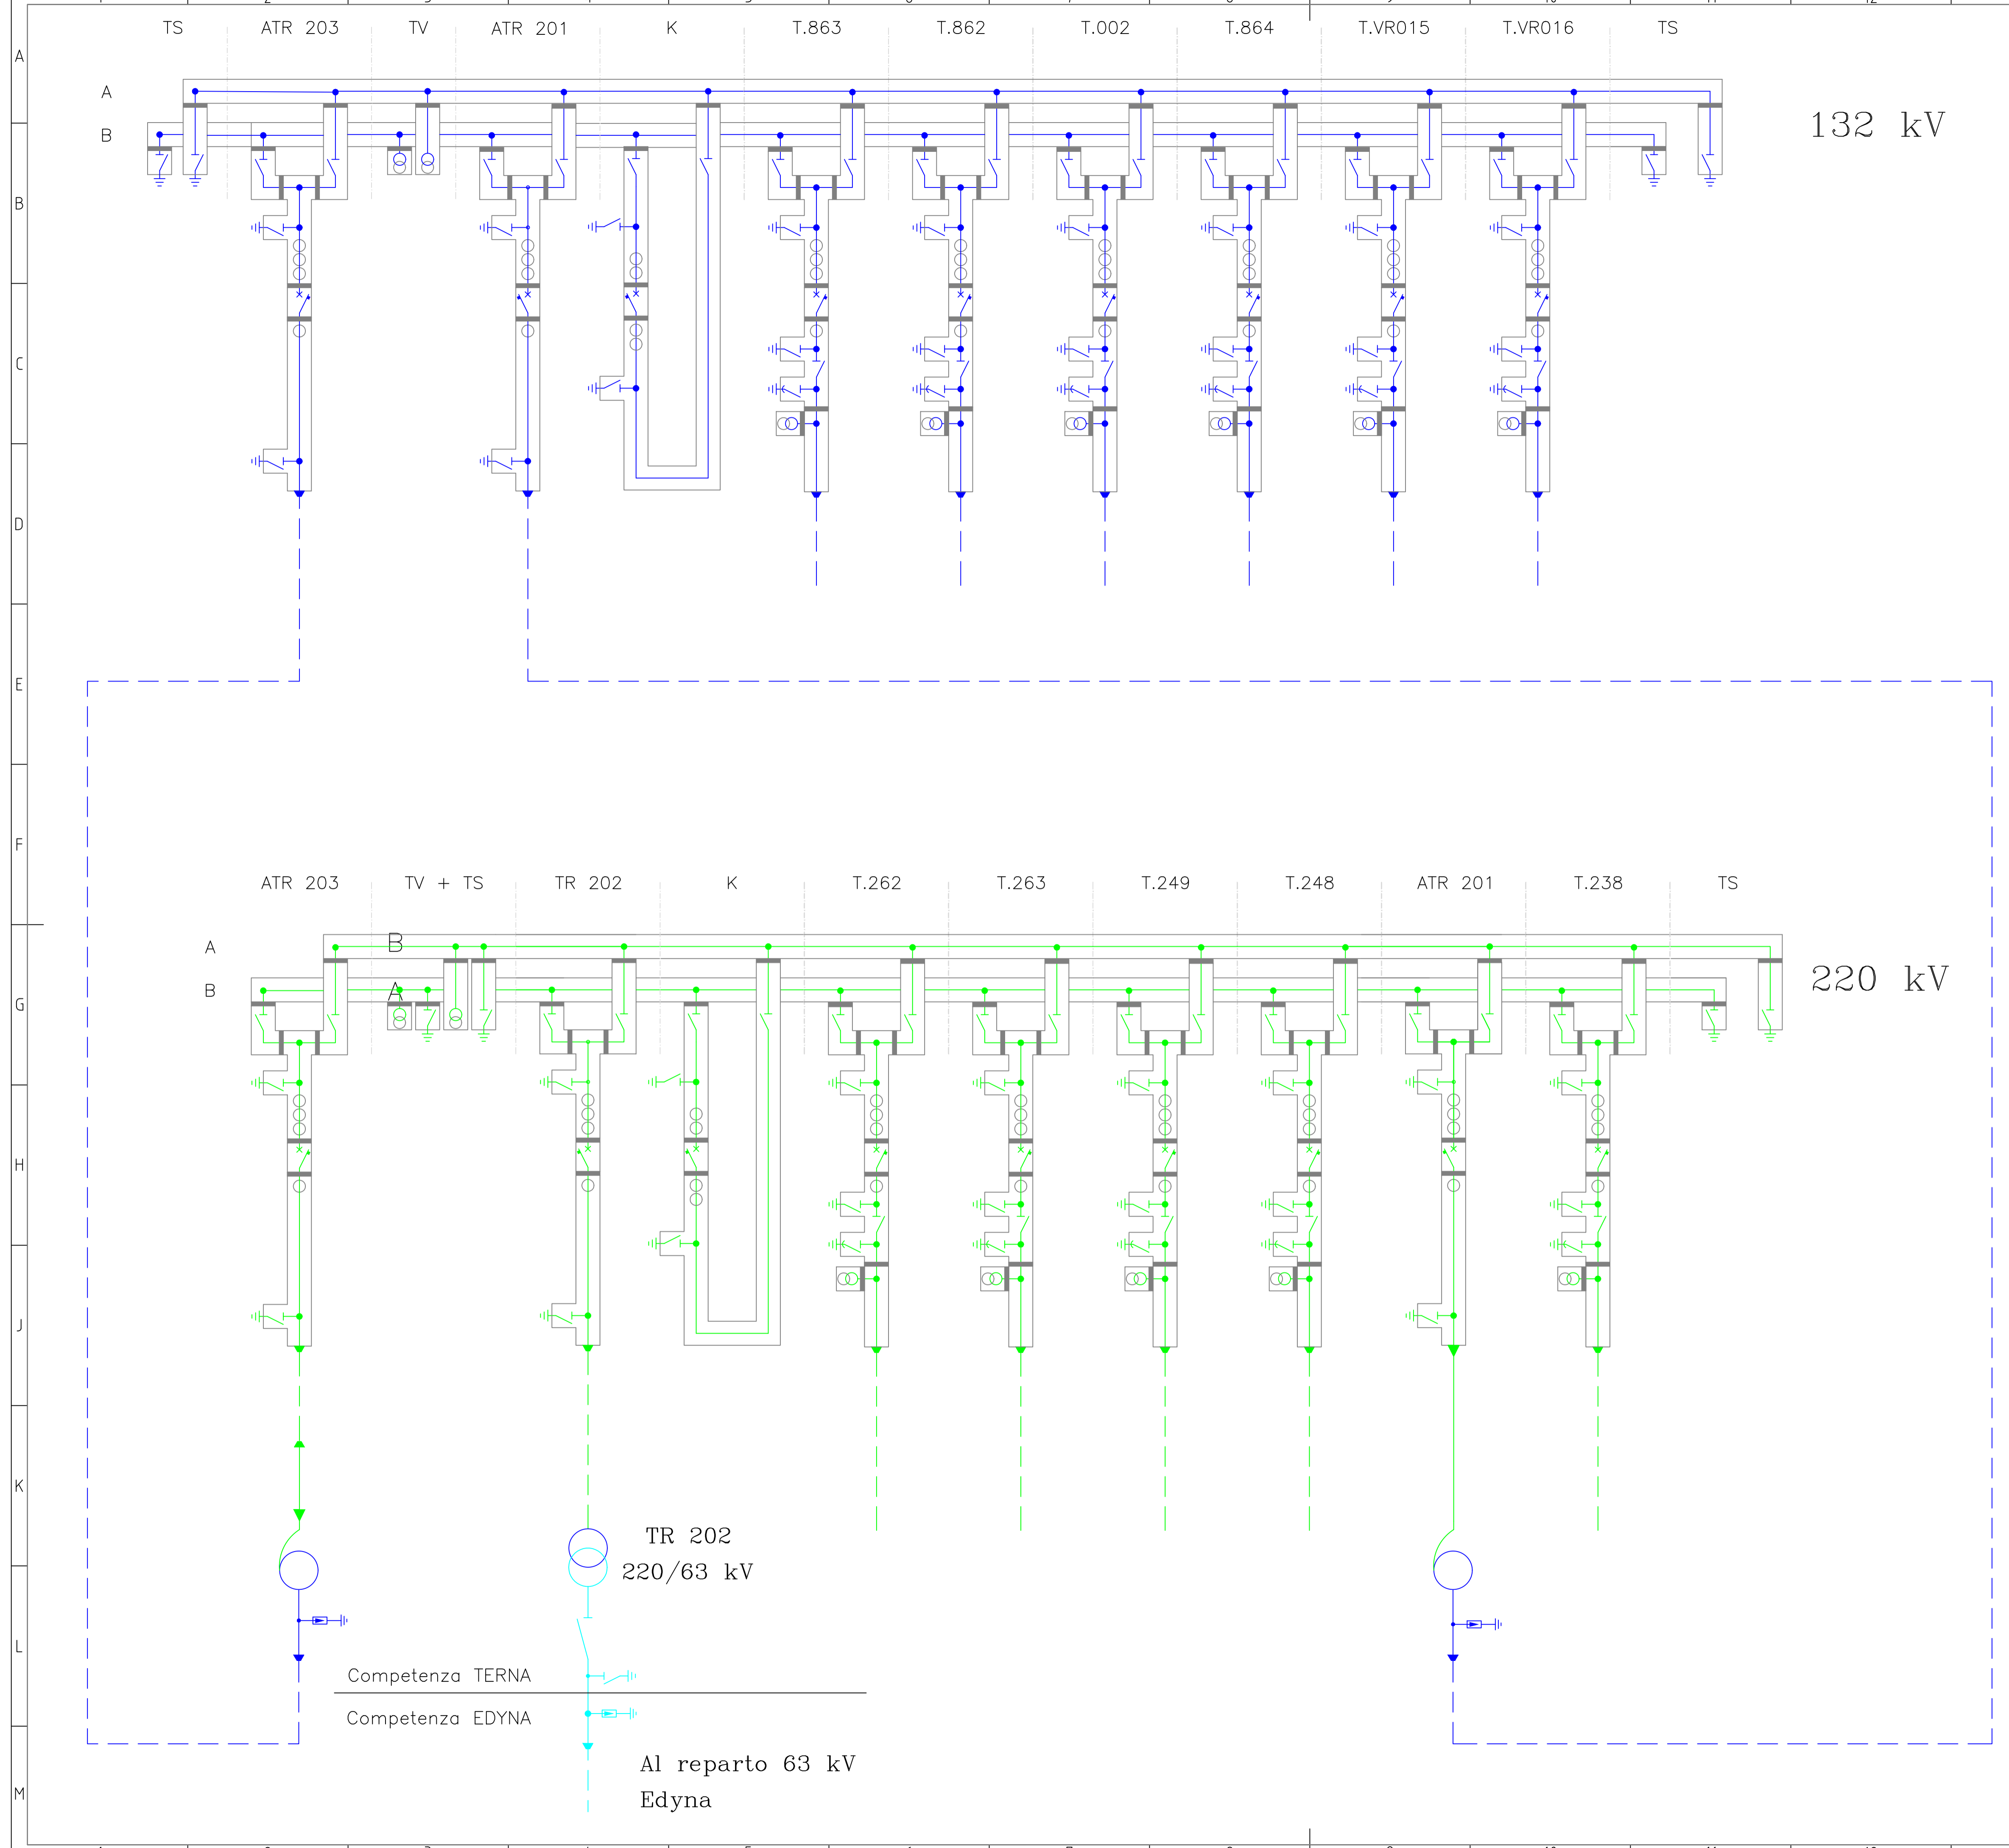 TS ATR 203 TV ATR 201 K T.863 T.862 T.002 T.864 T.VR015 T.VR016 TS
A
A
B
132 kV
B
C
D
E
F
ATR 203 TV + TS TR 202 K T.262 T.263 T.249 T.248 ATR 201 T.238 TS
A B
B A
220 kV
G
H
J
K
TR 202
220/63 kV
L
Competenza TERNA
Competenza EDYNA
Al reparto 63 kV
Edyna
M